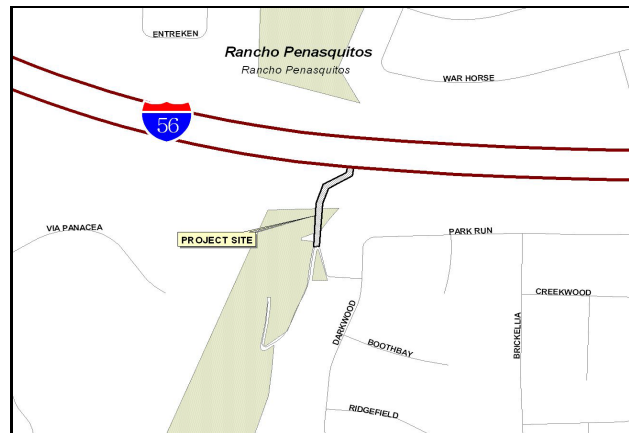 ENTREKEN
Rancho Penasquitos
Rancho Penasquitos
WAR HORSE
56
VIA PANACEA
PROJECT SITE
PARK RUN
CREEKWOOD
DARKWOOD
BRICKELLIA
BOOTHBAY
RIDGEFIELD